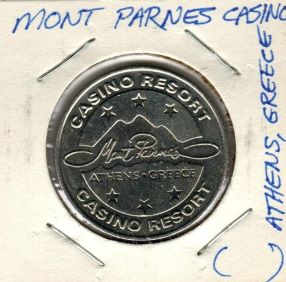 MONT PARNES CASINO
ATHENS, GREECE
CASINO RESORT
Mont Parnes
ATHENS GREECE
CASINO RESORT